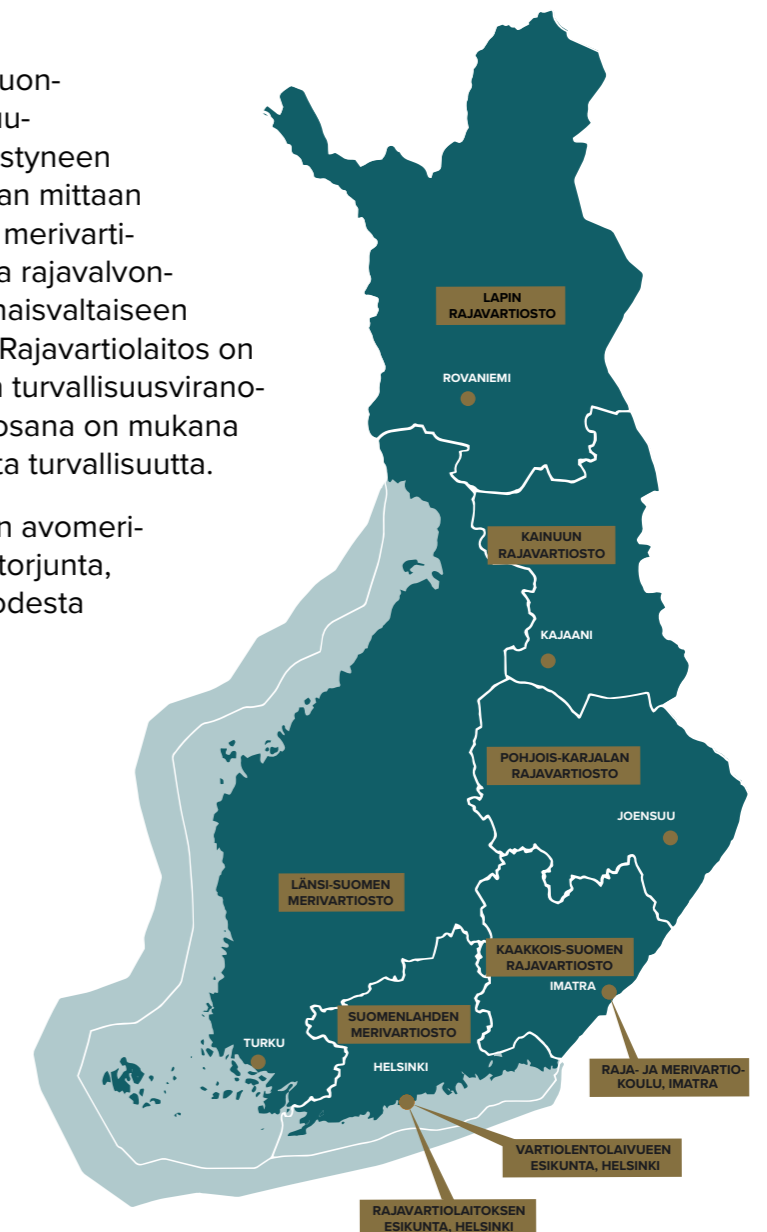 uon-
uu-
styneen
an mittaan
merivarti-
a rajavalvon-
naisvaltaiseen
Rajavartiolaitos on
turvallisuusvirano-
osana on mukana
ta turvallisuutta.
n avomeri-
torjunta,
odesta
LAPIN
RAJAVARTIOSTO
ROVANIEMI
KAINUUN
RAJAVARTIOSTO
KAJAANI
POHJOIS-KARJALAN
RAJAVARTIOSTO
JOENSUU
LÄNSI-SUOMEN
MERIVARTIOSTO
KAAKKOIS-SUOMEN
RAJAVARTIOSTO
IMATRA
SUOMENLAHDEN
MERIVARTIOSTO
TURKU
HELSINKI
RAJA- JA MERIVARTIO-
KOULU, IMATRA
VARTIOLENTOLAIVUEEN
ESIKUNTA, HELSINKI
RAJAVARTIOLAITOKSEN
ESIKUNTA, HELSINKI